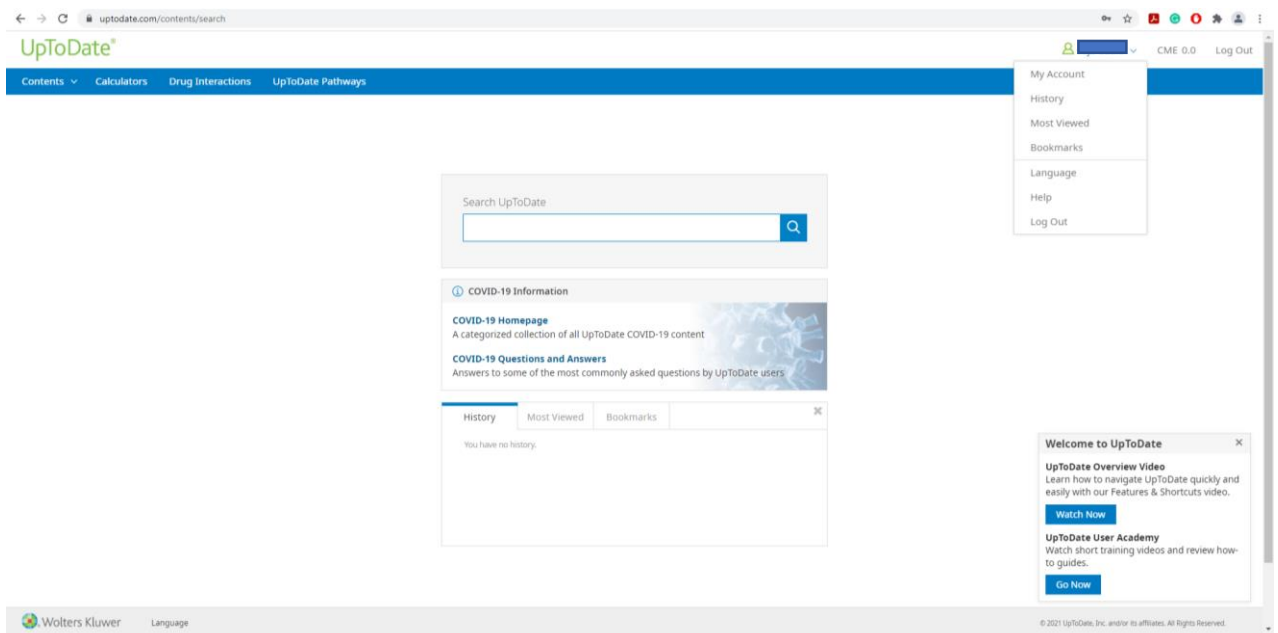 uptodate.com/contents/search
UpToDate®
CME 0.0 Log Out
Contents Calculators Drug Interactions UpToDate Pathways
My Account
History
Most Viewed
Bookmarks
Language
Help
Log Out
Search UpToDate
COVID-19 Information
COVID-19 Homepage
A categorized collection of all UpToDate COVID-19 content
COVID-19 Questions and Answers
Answers to some of the most commonly asked questions by UpToDate users
History Most Viewed Bookmarks
You have no history.
Welcome to UpToDate
UpToDate Overview Video
Learn how to navigate UpToDate quickly and
easily with our Features & Shortcuts video.
Watch Now
UpToDate User Academy
Watch short training videos and review how-
to guides.
Go Now
Wolters Kluwer Language
© 2021 UpToDate, Inc. and/or its affiliates. All Rights Reserved.